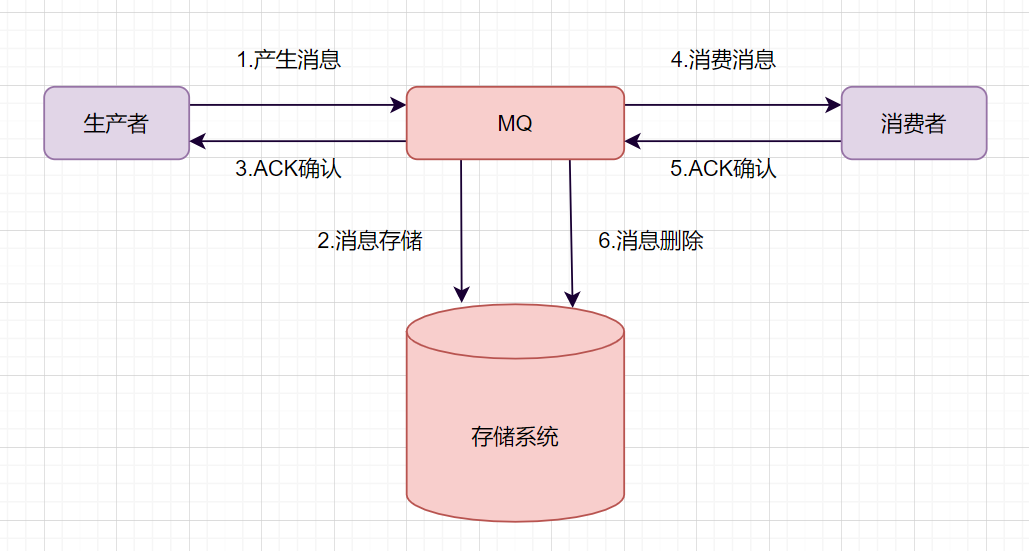 1.产生消息
4.消费消息
生产者
MQ
消费者
3.ACK确认
5.ACK确认
2.消息存储
6.消息删除
存储系统